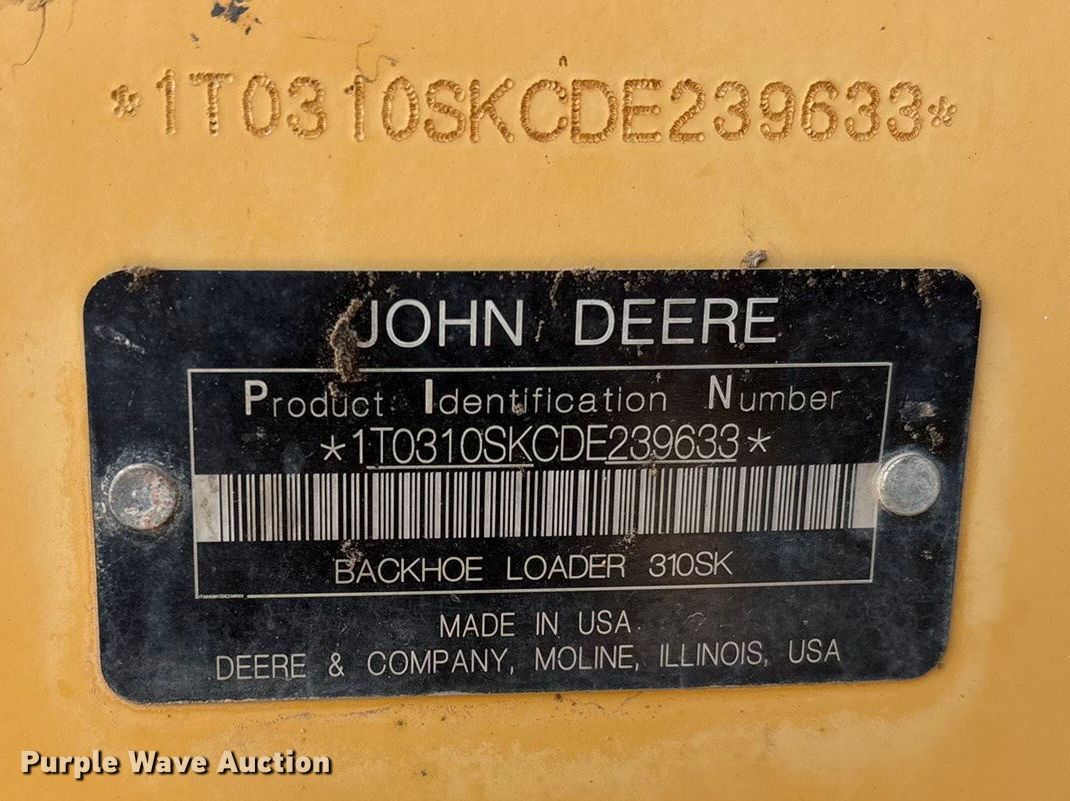 *1T0310SKCDE239633*
JOHN DEERE
Product Identification Number
*1T0310SKCDE239633*
BACKHOE LOADER 310SK
MADE IN USA
DEERE & COMPANY, MOLINE, ILLINOIS, USA
Purple Wave Auction